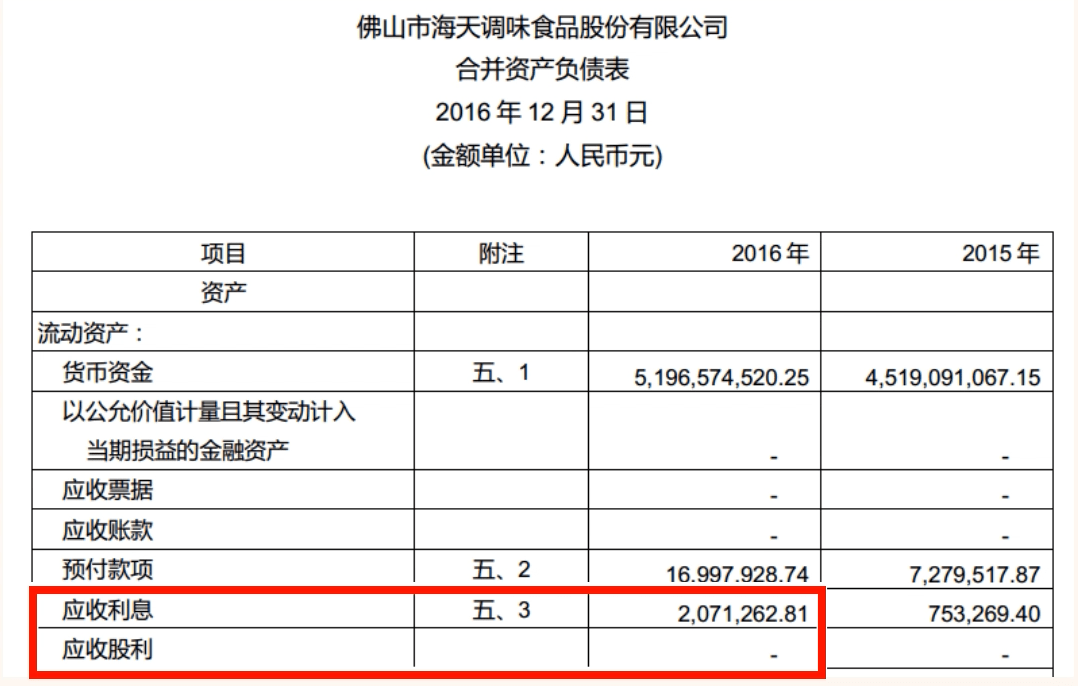 佛山市海天调味食品股份有限公司
合并资产负债表
2016 年 12 月 31 日
(金额单位：人民币元)
项目 附注 2016 年 2015 年
资产
流动资产：
货币资金 五、1 5,196,574,520.25 4,519,091,067.15
以公允价值计量且其变动计入
当期损益的金融资产 - -
应收票据 - -
应收账款 - -
预付款项 五、2 16,997,928.74 7,279,517.87
应收利息 五、3 2,071,262.81 753,269.40
应收股利 - -